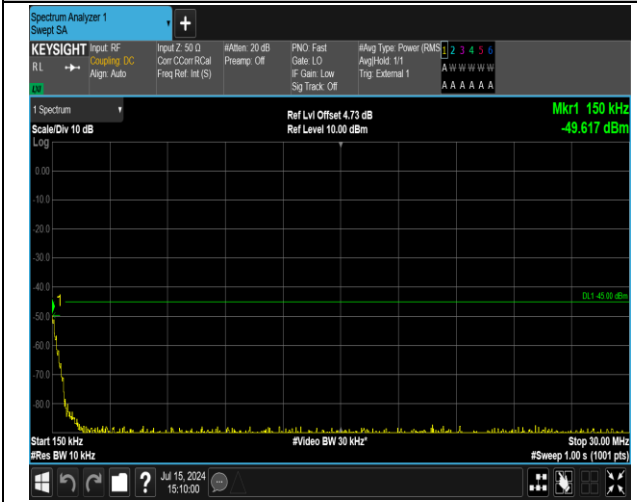 Spectrum Analyzer 1
Swept SA
+
KEYSIGHT
Input: RF
Coupling: DC
Align: Auto
Input Z: 50 Ω
Corr CCorr RCal
Freq Ref: Int (S)
#Atten: 20 dB
Preamp: Off
PNO: Fast
Gate: LO
IF Gain: Low
Sig Track: Off
#Avg Type: Power (RMS
Avg|Hold: 1/1
Trig: External 1
1 2 3 4 5 6
A W W W W W
A A A A A A
RL
LXI
1 Spectrum
Scale/Div 10 dB
Ref Lvl Offset 4.73 dB
Ref Level 10.00 dBm
Mkr1 150 kHz
-49.617 dBm
Log
0.00
-10.0
-20.0
-30.0
-40.0
1
DL1 -45.00 dBm
-50.0
-60.0
-70.0
-80.0
Start 150 kHz
#Res BW 10 kHz
#Video BW 30 kHz*
Stop 30.00 MHz
#Sweep 1.00 s (1001 pts)
?
Jul 15, 2024
15:10:00